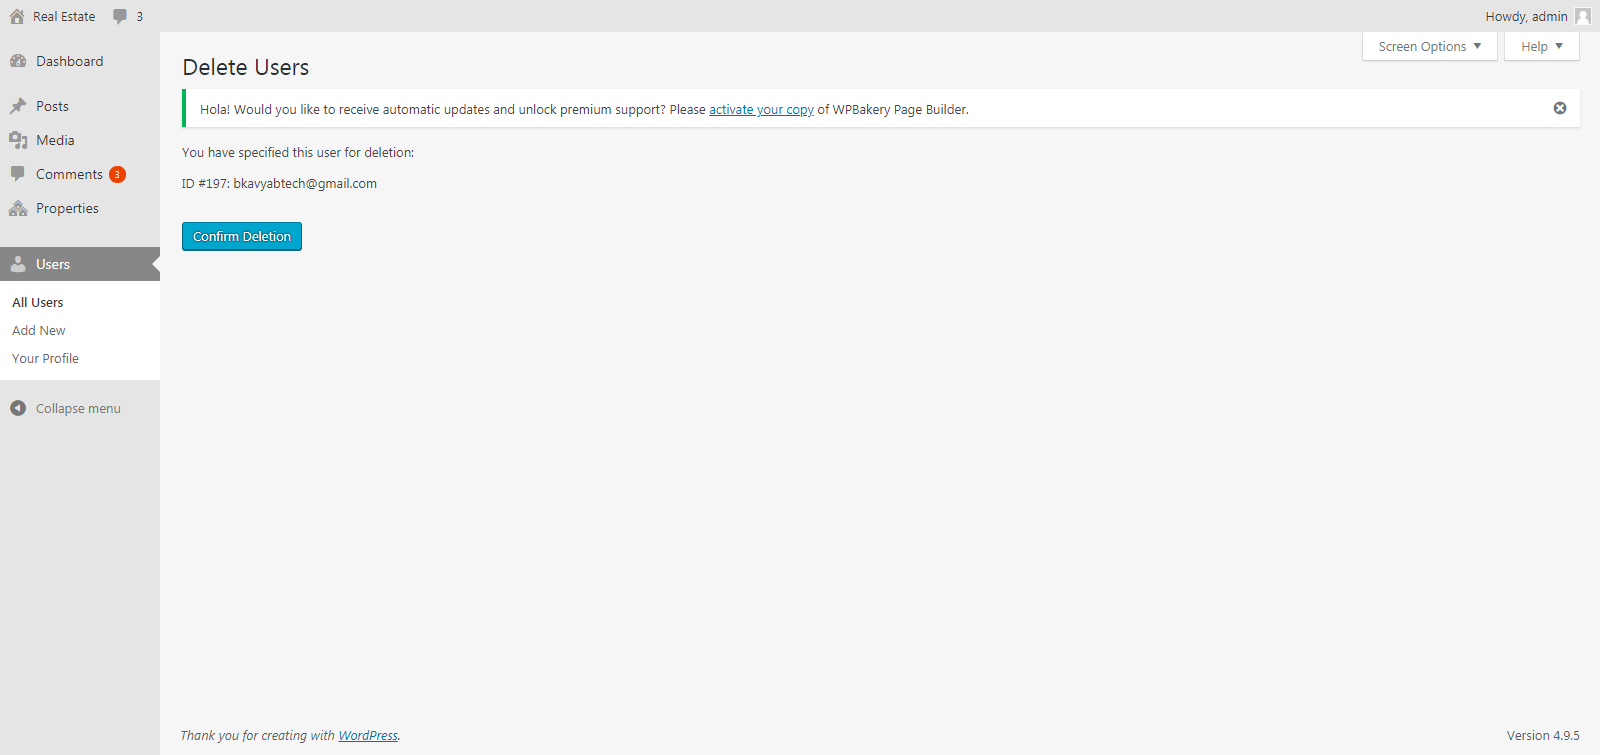 Real Estate 3 Howdy, admin
Screen Options Help
Dashboard
Posts
Media
Comments 3
Properties
Users
All Users
Add New
Your Profile
Collapse menu
Delete Users
Hola! Would you like to receive automatic updates and unlock premium support? Please activate your copy of WPBakery Page Builder.
You have specified this user for deletion:
ID #197: bkavyabtech@gmail.com
Confirm Deletion
Thank you for creating with WordPress. Version 4.9.5